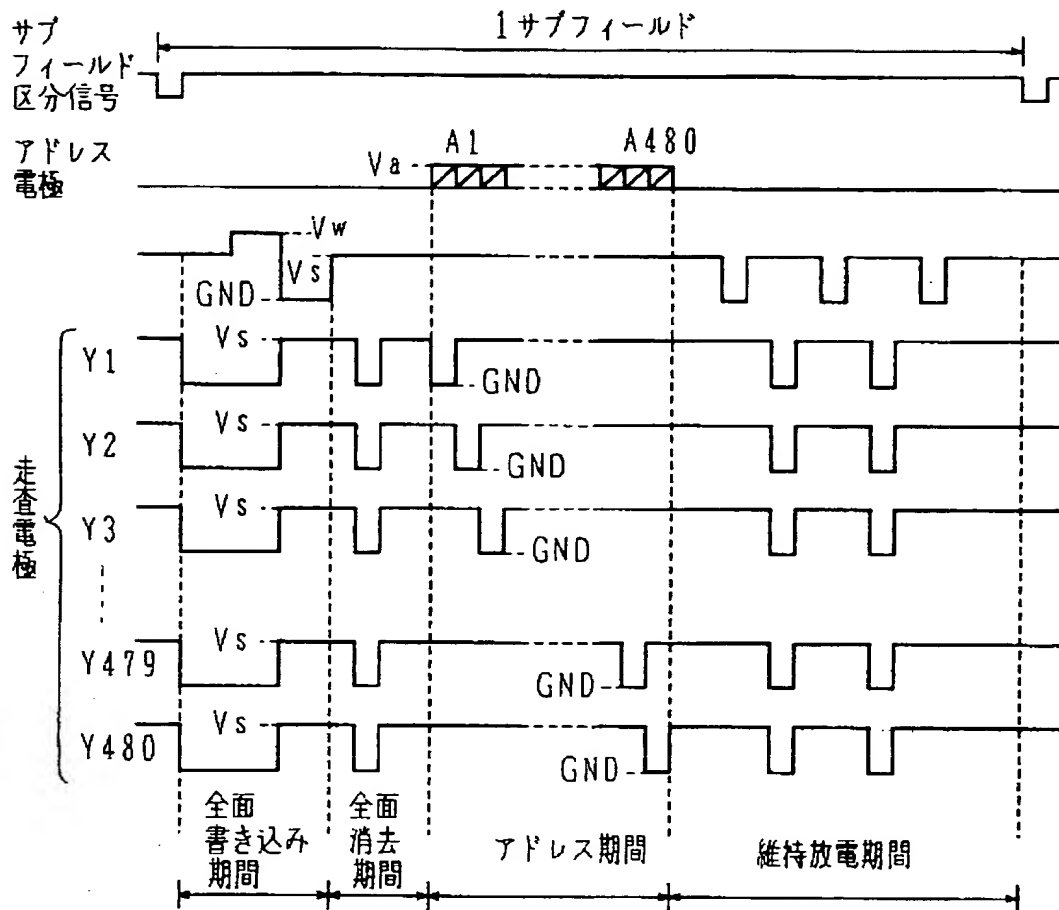 1サブフィールド
サブ
フィールド
区分信号
アドレス
電極
Va
A1
A480
Vw
Vs
GND
走査電極
Y1
Vs
GND
Y2
Vs
GND
Y3
Vs
GND
Y479
Vs
GND
Y480
Vs
GND
全面
書き込み
期間
全面
消去
期間
アドレス期間
維持放電期間